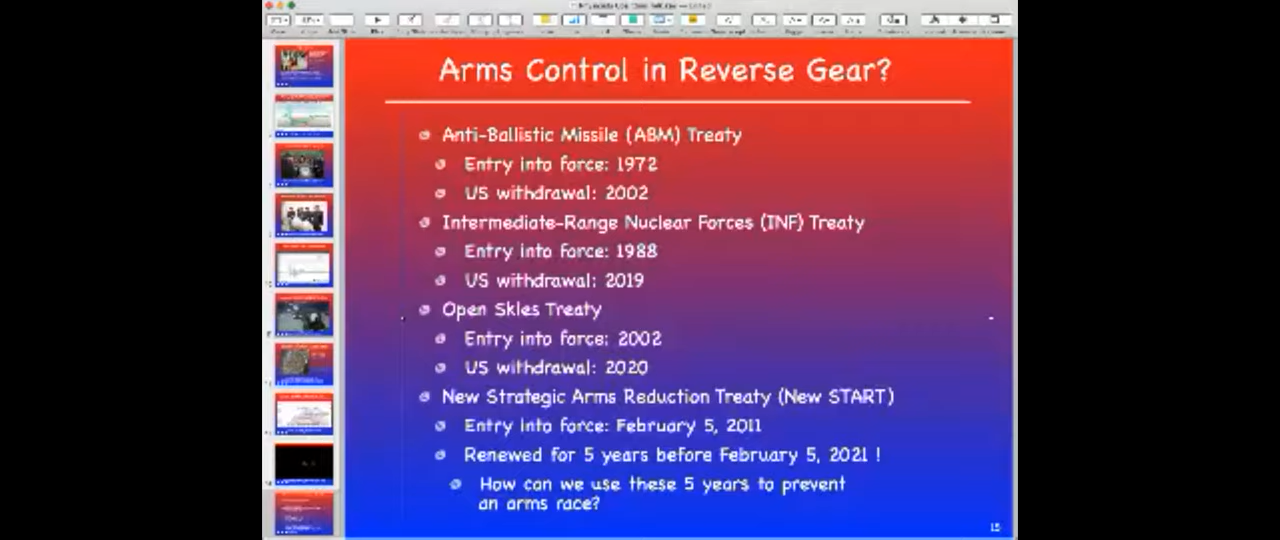 Arms Control in Reverse Gear?
Anti-Ballistic Missile (ABM) Treaty
Entry into force: 1972
US withdrawal: 2002
Intermediate-Range Nuclear Forces (INF) Treaty
Entry into force: 1988
US withdrawal: 2019
Open Skies Treaty
Entry into force: 2002
US withdrawal: 2020
New Strategic Arms Reduction Treaty (New START)
Entry into force: February 5, 2011
Renewed for 5 years before February 5, 2021 !
How can we use these 5 years to prevent
an arms race?
15